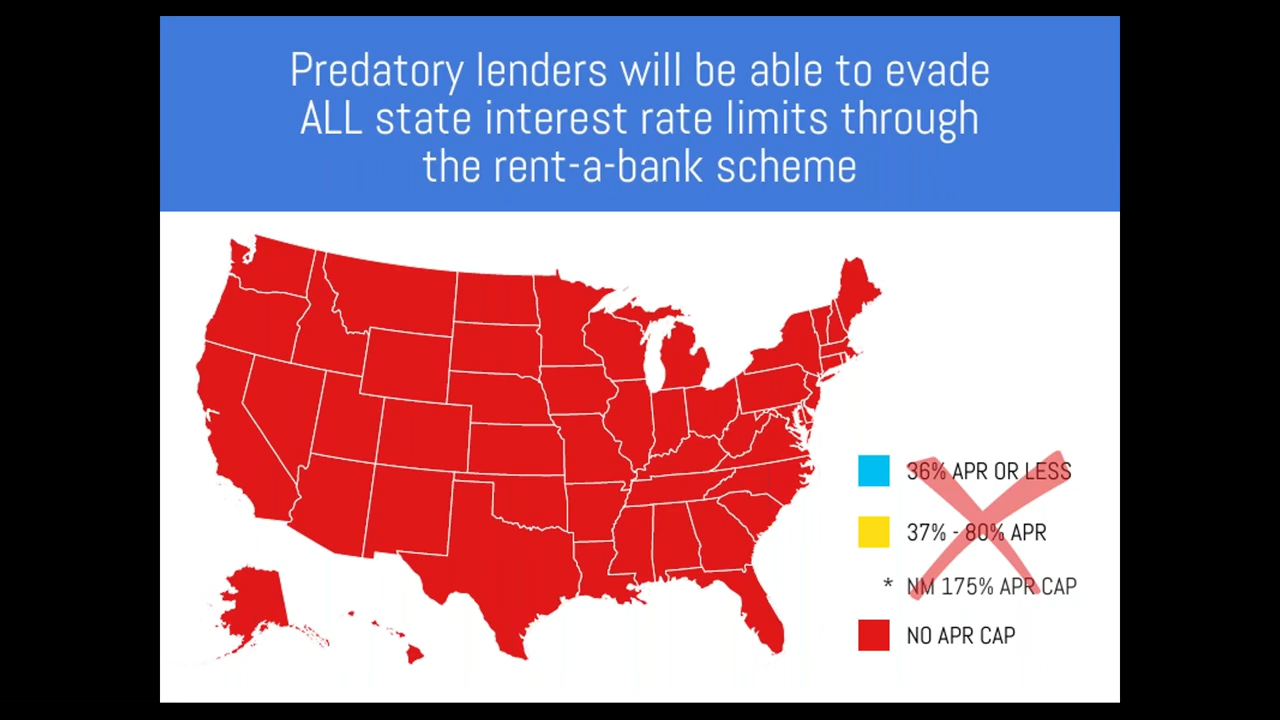 Predatory lenders will be able to evade
ALL state interest rate limits through
the rent-a-bank scheme
36% APR OR LESS
37% - 80% APR
* NM 175% APR CAP
NO APR CAP